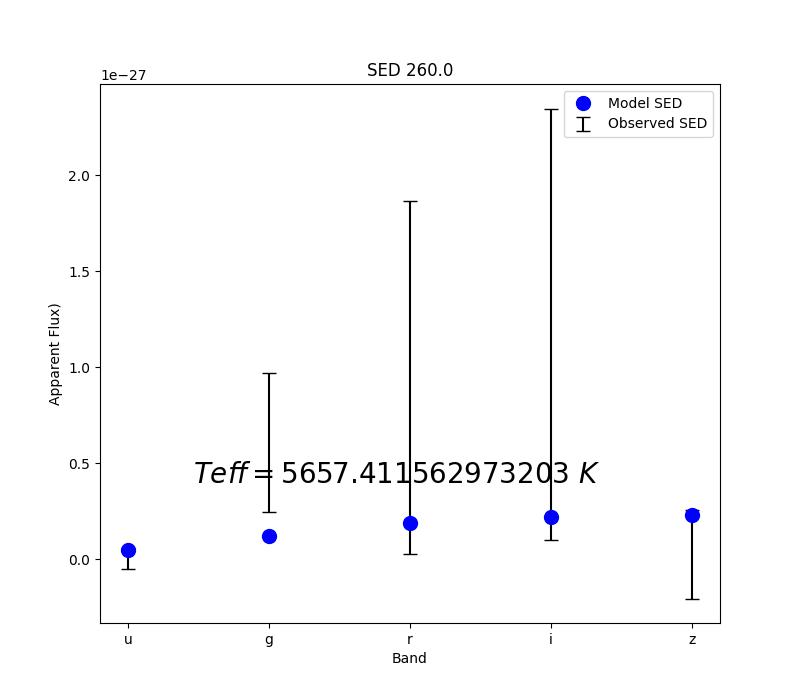 SED 260.0
1e−27
Model SED
Observed SED
2.0
1.5
1.0
0.5
0.0
Apparent Flux)
Teff = 5657.411562973203 K
u g r i z
Band